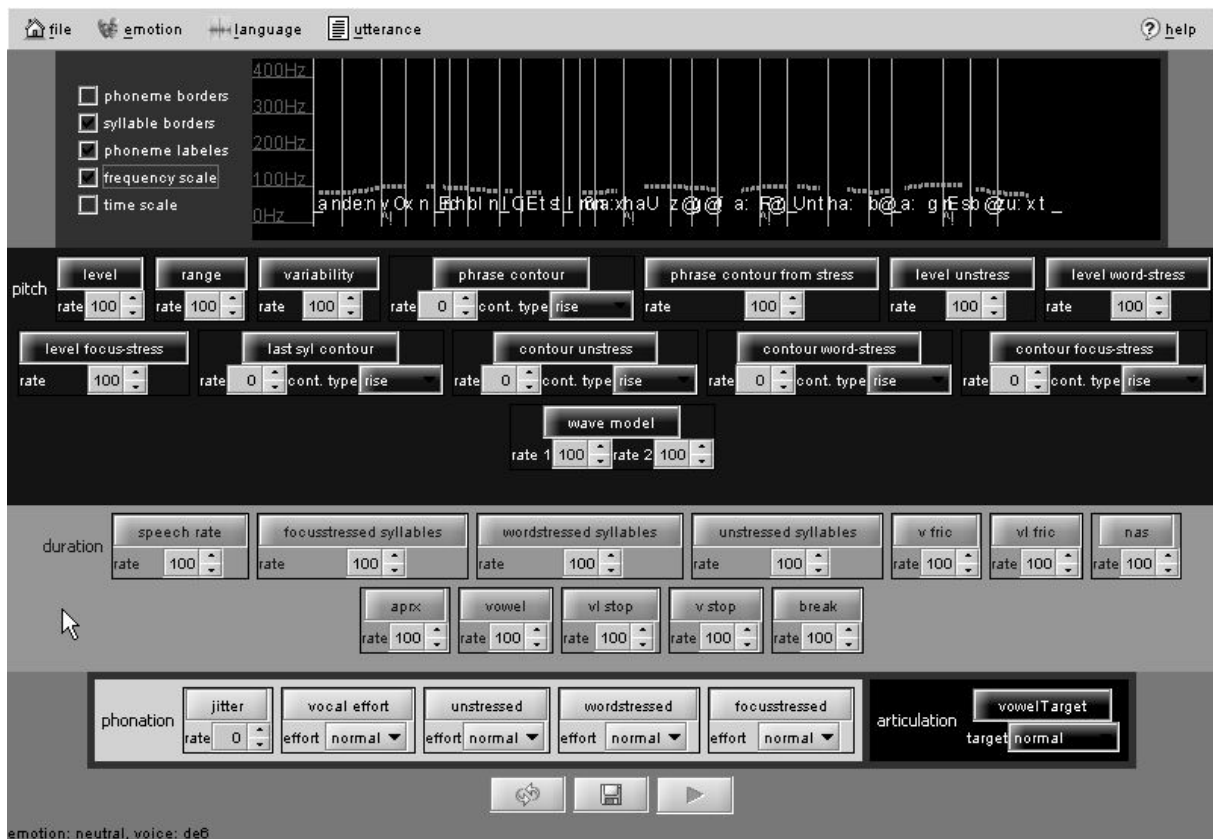 file emotion language utterance help
400Hz
phoneme borders
300Hz
syllable borders
200Hz
phoneme labeles
100Hz
frequency scale
time scale
0Hz
pitch
level range variability phrase contour phrase contour from stress level unstress level word-stress
rate 100 rate 100 rate 100 rate 0 cont. type rise rate 100 rate 100 rate 100
level focus-stress last syl contour contour unstress contour word-stress contour focus-stress
rate 100 rate 0 cont. type rise rate 0 cont. type rise rate 0 cont. type rise rate 0 cont. type rise
wave model
rate 1 100 rate 2 100
duration
speech rate focusstressed syllables wordstressed syllables unstressed syllables v fric vl fric nas
rate 100 rate 100 rate 100 rate 100 rate 100 rate 100 rate 100
aprx vowel vl stop v stop break
rate 100 rate 100 rate 100 rate 100 rate 100
phonation
jitter vocal effort unstressed wordstressed focusstressed
rate 0 effort normal effort normal effort normal effort normal
articulation
vowelTarget
target normal
emotion: neutral, voice: de6